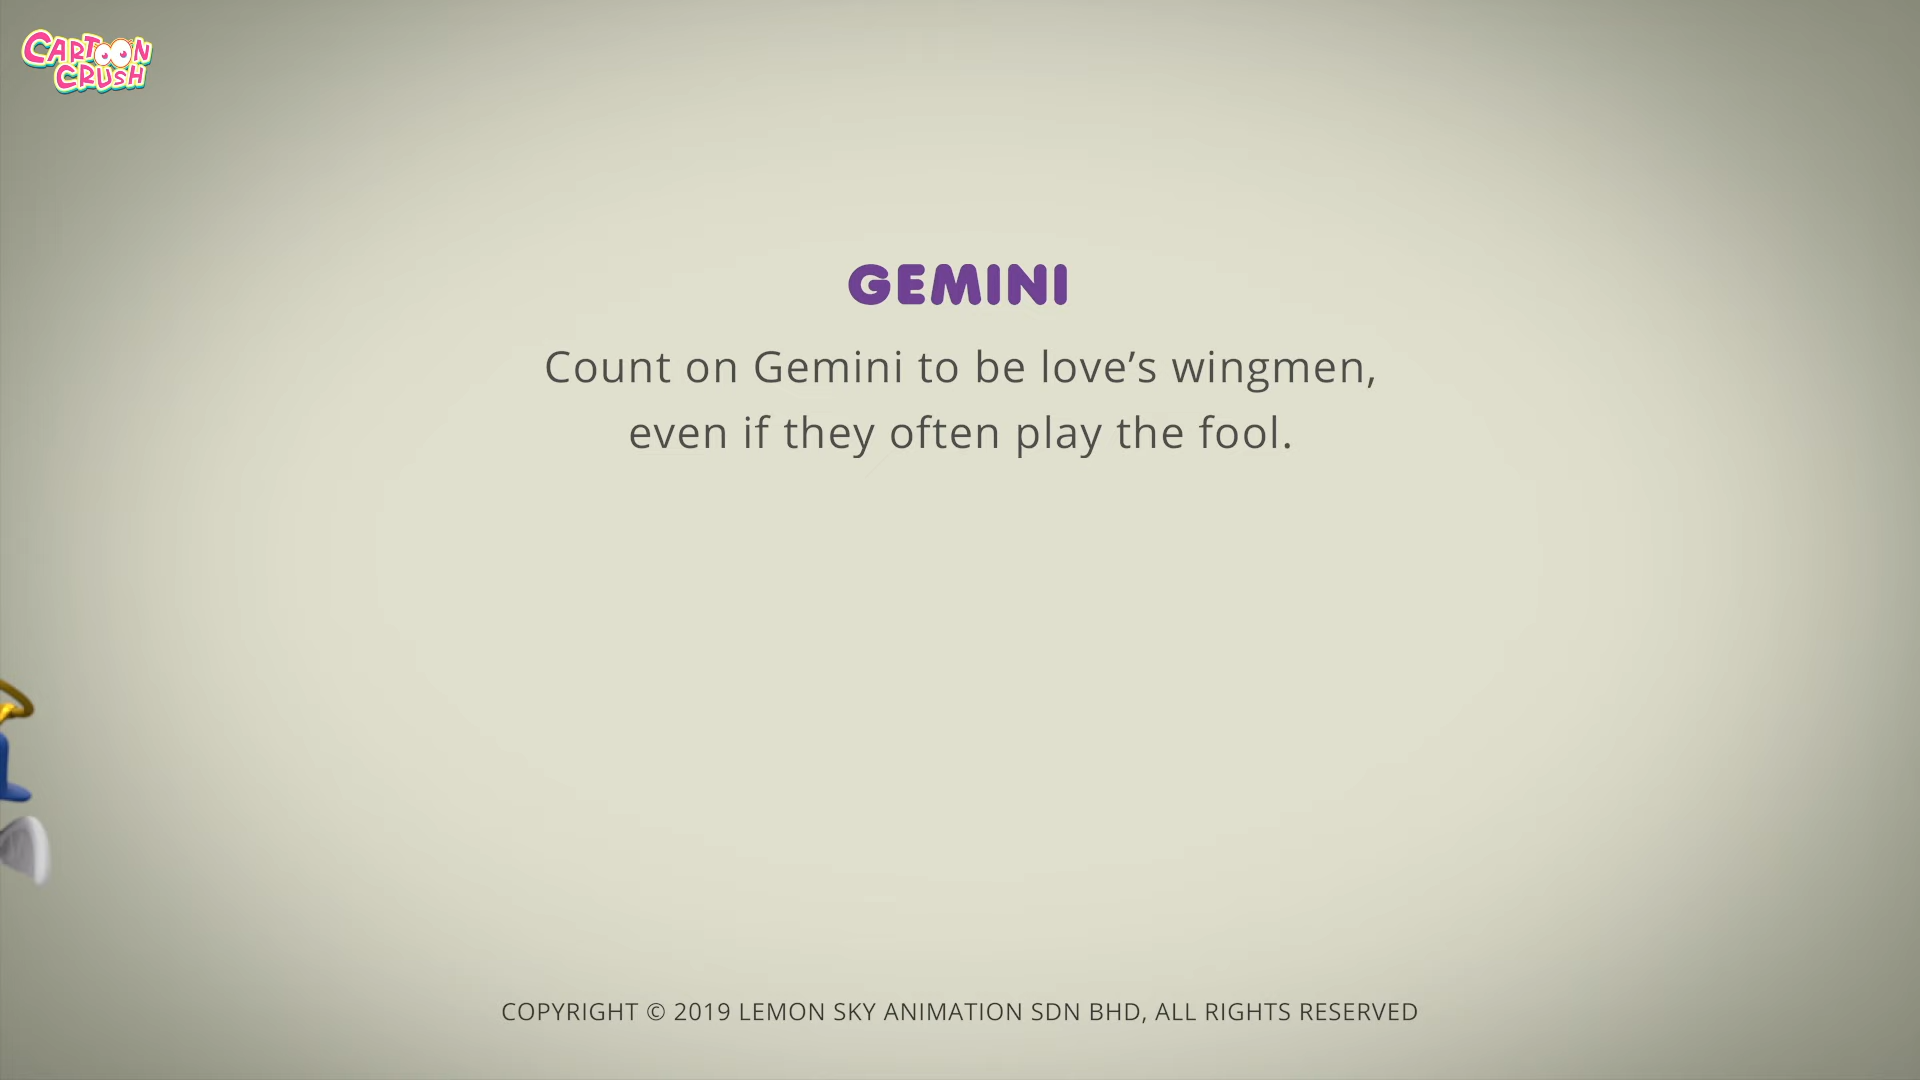 CARTOON
CRUSH
GEMINI
Count on Gemini to be love’s wingmen,
even if they often play the fool.
COPYRIGHT © 2019 LEMON SKY ANIMATION SDN BHD, ALL RIGHTS RESERVED